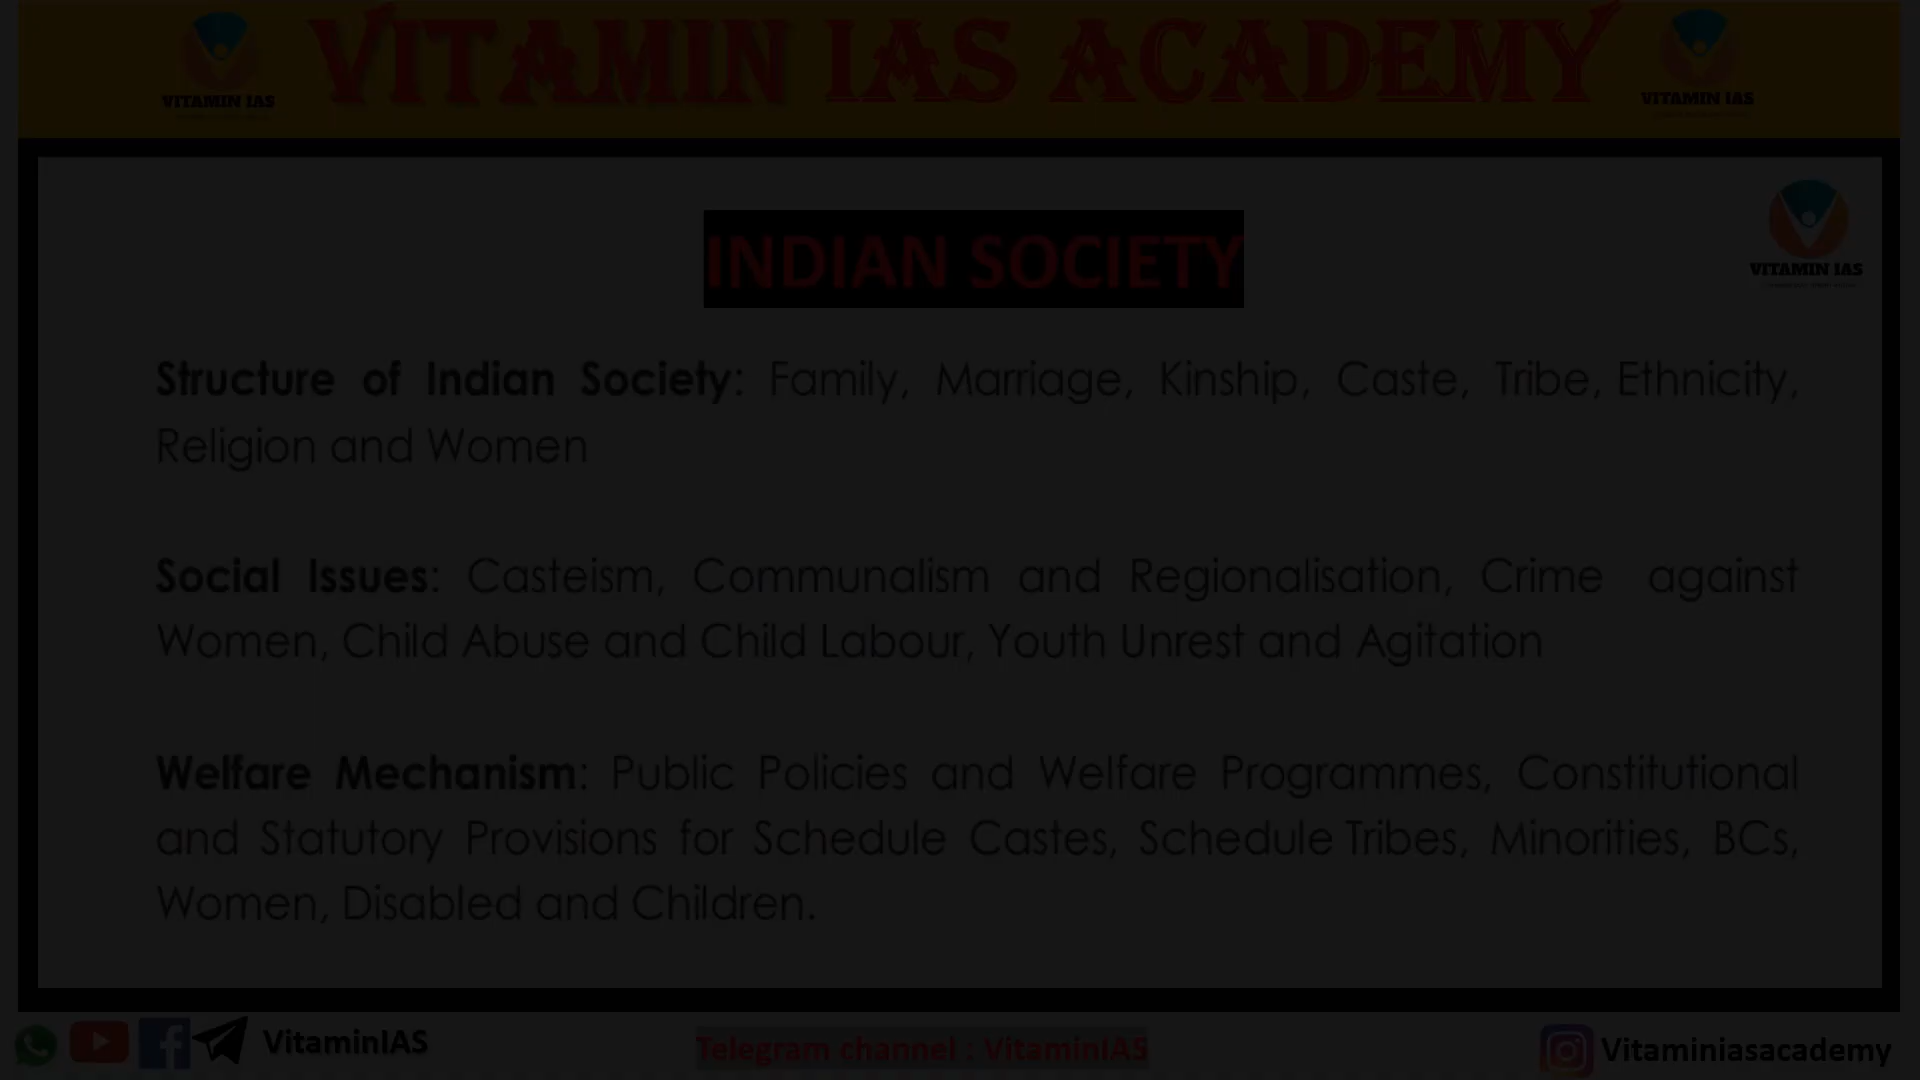 VITAMIN IAS ACADEMY
VITAMIN IAS
VITAMIN IAS
INDIAN SOCIETY
VITAMIN IAS
Structure of Indian Society: Family, Marriage, Kinship, Caste, Tribe, Ethnicity,
Religion and Women
Social Issues: Casteism, Communalism and Regionalisation, Crime against
Women, Child Abuse and Child Labour, Youth Unrest and Agitation
Welfare Mechanism: Public Policies and Welfare Programmes, Constitutional
and Statutory Provisions for Schedule Castes, Schedule Tribes, Minorities, BCs,
Women, Disabled and Children.
VitaminIAS
Telegram channel : VitaminIAS
Vitaminiasacademy